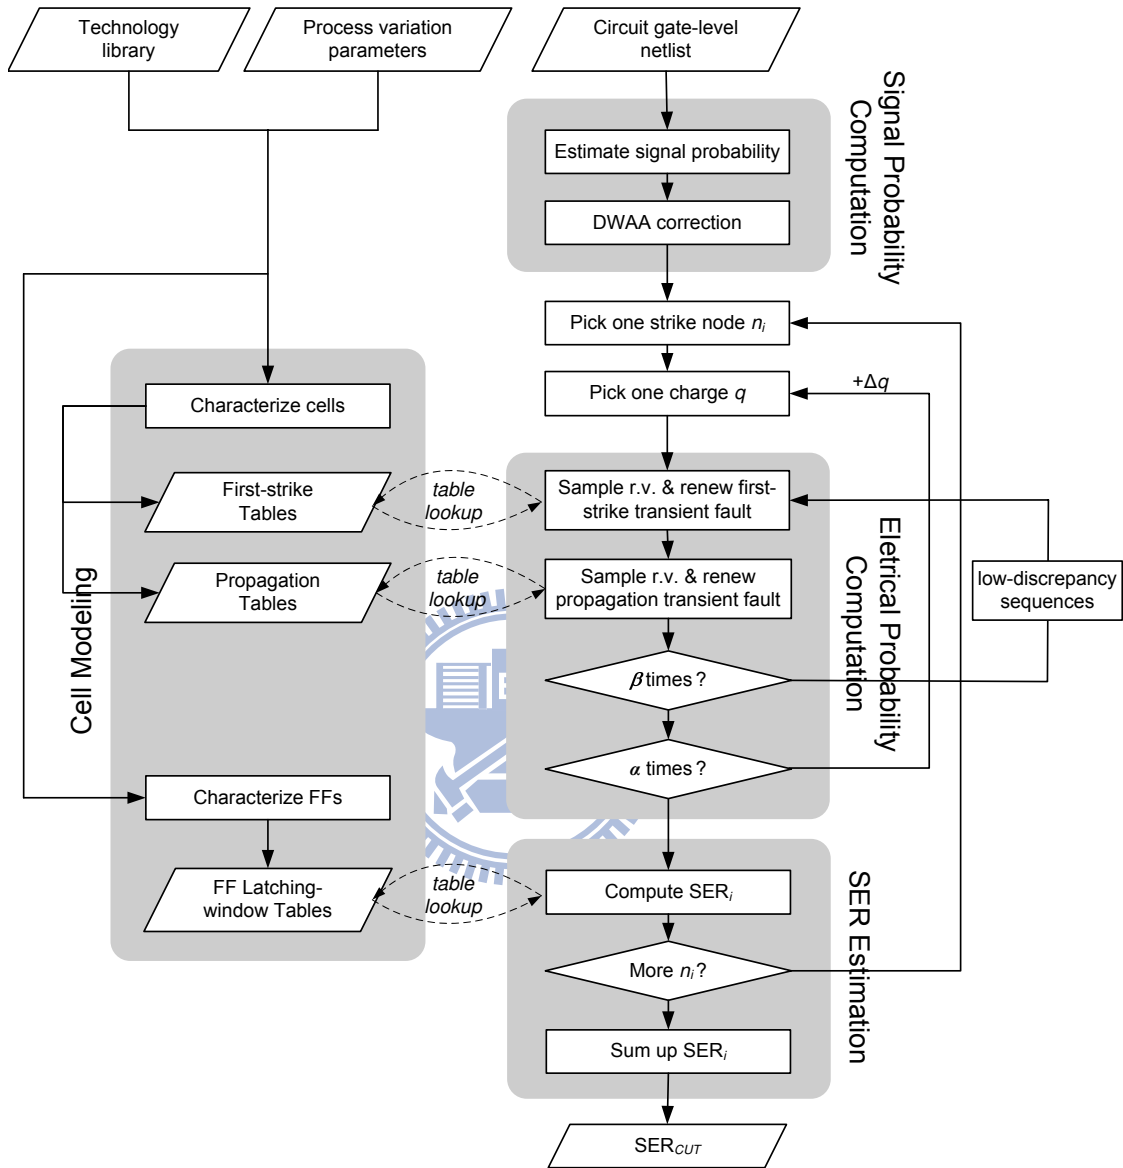 Technology
library
Process variation
parameters
Circuit gate-level
netlist
Signal Probability
Computation
Estimate signal probability
DWAA correction
Pick one strike node nᵢ
Pick one charge q
+Δq
Cell Modeling
Characterize cells
First-strike
Tables
table
lookup
Sample r.v. & renew first-
strike transient fault
Eletrical Probability
Computation
Propagation
Tables
table
lookup
Sample r.v. & renew
propagation transient fault
low-discrepancy
sequences
β times ?
α times ?
Characterize FFs
FF Latching-
window Tables
table
lookup
SER Estimation
Compute SERᵢ
More nᵢ ?
Sum up SERᵢ
SER_CUT